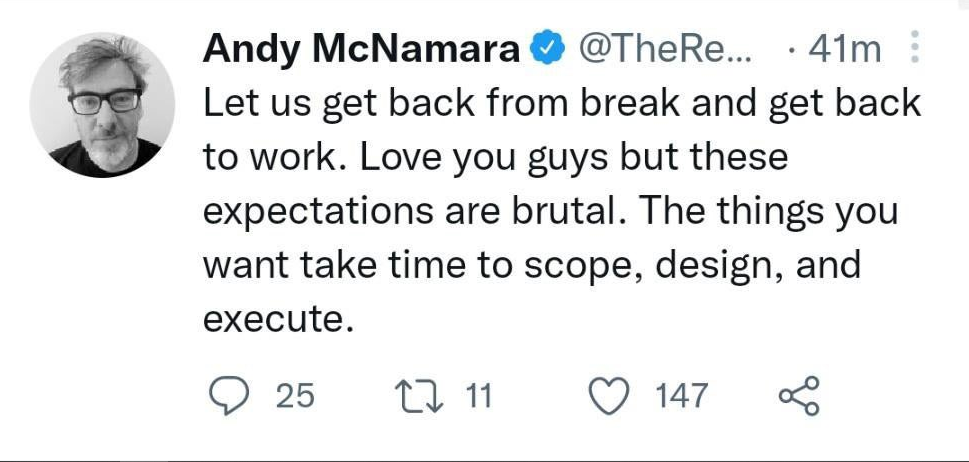 Andy McNamara @TheRe... · 41m
Let us get back from break and get back
to work. Love you guys but these
expectations are brutal. The things you
want take time to scope, design, and
execute.
25 11 147